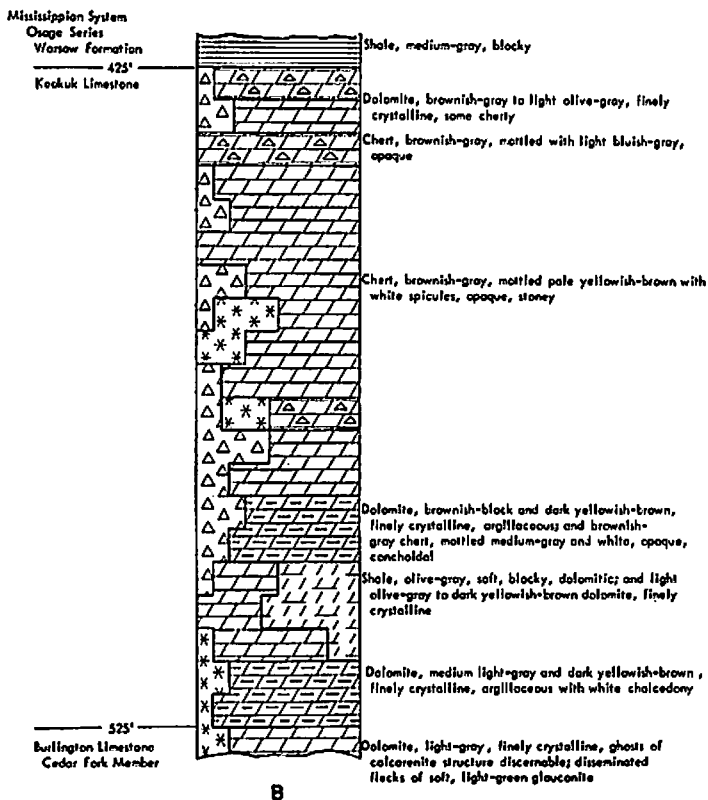 Mississippian System
Osage Series
Warsaw Formation
Shale, medium-gray, blocky
425'
Keokuk Limestone
Dolomite, brownish-gray to light olive-gray, finely
crystalline, some cherty
Chert, brownish-gray, mottled with light bluish-gray,
opaque
Chert, brownish-gray, mottled pale yellowish-brown with
white spicules, opaque, stoney
Dolomite, brownish-black and dark yellowish-brown,
finely crystalline, argillaceous; and brownish-
gray chert, mottled medium-gray and white, opaque,
conchoidal
Shale, olive-gray, soft, blocky, dolomitic; and light
olive-gray to dark yellowish-brown dolomite, finely
crystalline
Dolomite, medium light-gray and dark yellowish-brown,
finely crystalline, argillaceous with white chalcedony
525'
Burlington Limestone
Cedar Fork Member
Dolomite, light-gray, finely crystalline, ghosts of
calcarenite structure discernable; disseminated
flecks of soft, light-green glauconite
B